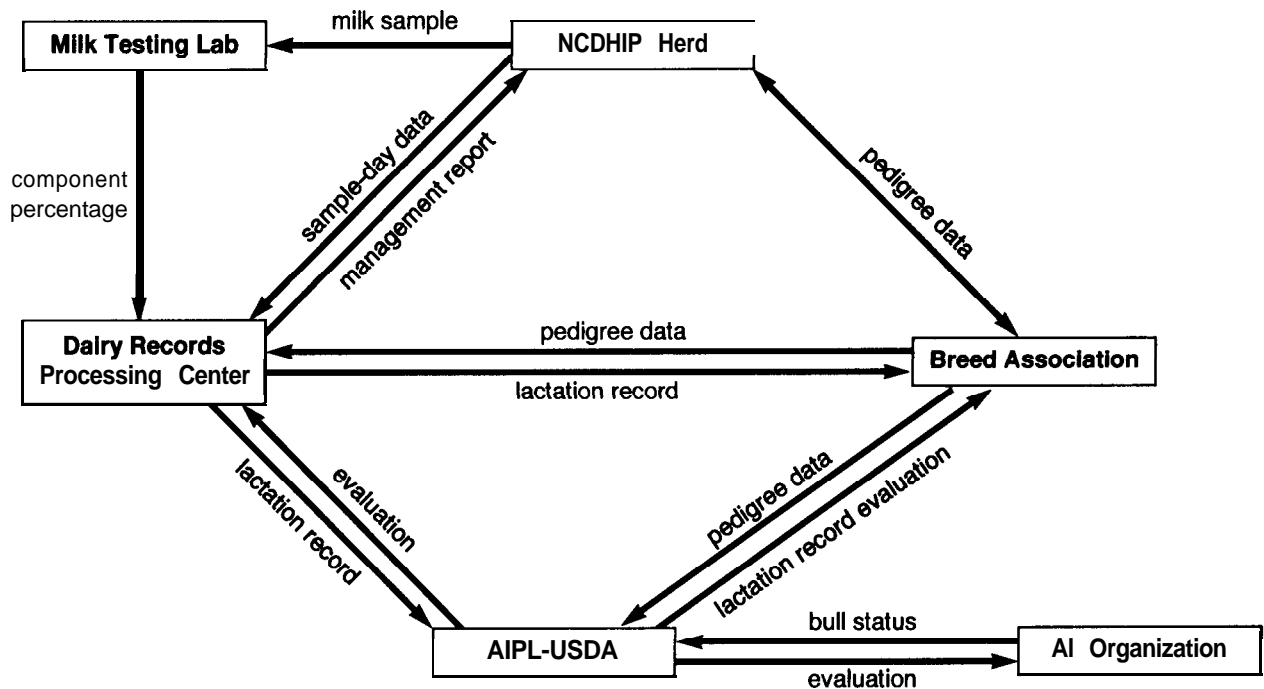 milk sample
Milk Testing Lab
NCDHIP Herd
component
percentage
sample-day data
management report
pedigree data
Dairy Records
Processing Center
pedigree data
lactation record
Breed Association
lactation record
evaluation
pedigree data
lactation record evaluation
AIPL-USDA
bull status
evaluation
AI Organization